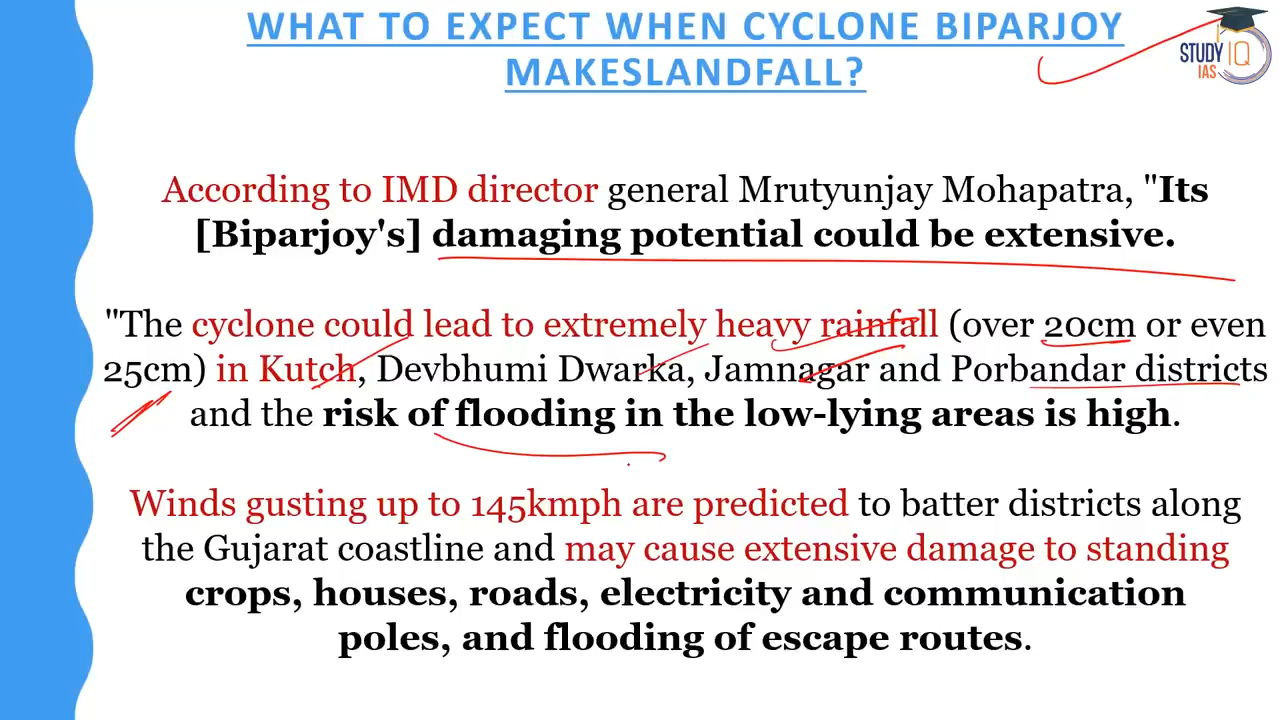 WHAT TO EXPECT WHEN CYCLONE BIPARJOY
MAKESLANDFALL?
STUDY IQ
IAS
According to IMD director general Mrutyunjay Mohapatra, "Its
[Biparjoy's] damaging potential could be extensive.
"The cyclone could lead to extremely heavy rainfall (over 20cm or even
25cm) in Kutch, Devbhumi Dwarka, Jamnagar and Porbandar districts
and the risk of flooding in the low-lying areas is high.
Winds gusting up to 145kmph are predicted to batter districts along
the Gujarat coastline and may cause extensive damage to standing
crops, houses, roads, electricity and communication
poles, and flooding of escape routes.